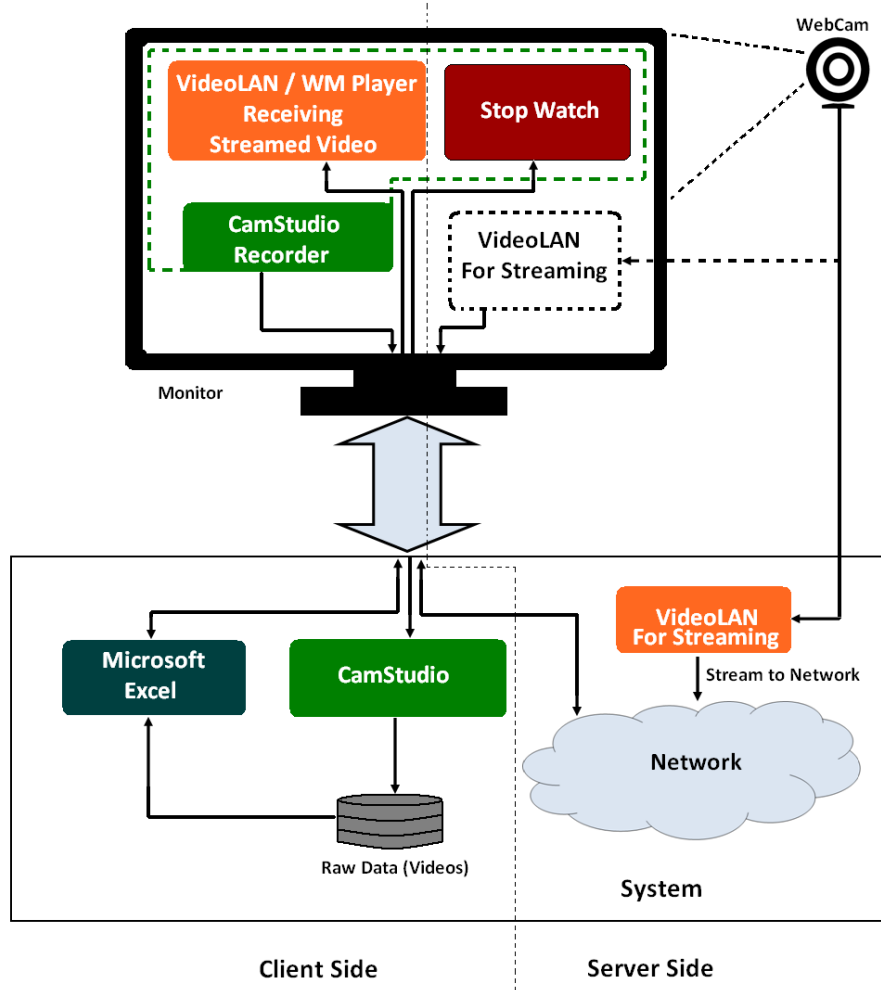 WebCam
VideoLAN / WM Player
Receiving
Streamed Video
Stop Watch
CamStudio
Recorder
VideoLAN
For Streaming
Monitor
VideoLAN
For Streaming
Microsoft
Excel
CamStudio
Stream to Network
Network
Raw Data (Videos)
System
Client Side
Server Side